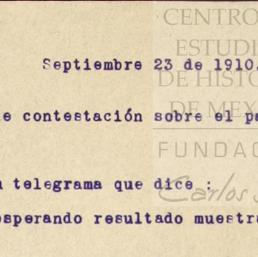 CENTRO
ESTUDI
Septiembre 23 de 1910.
DE HISTO
DE MEX
e contestación sobre el pa
FUNDAC
telegrama que dice :
Carlos S
esperando resultado muestra